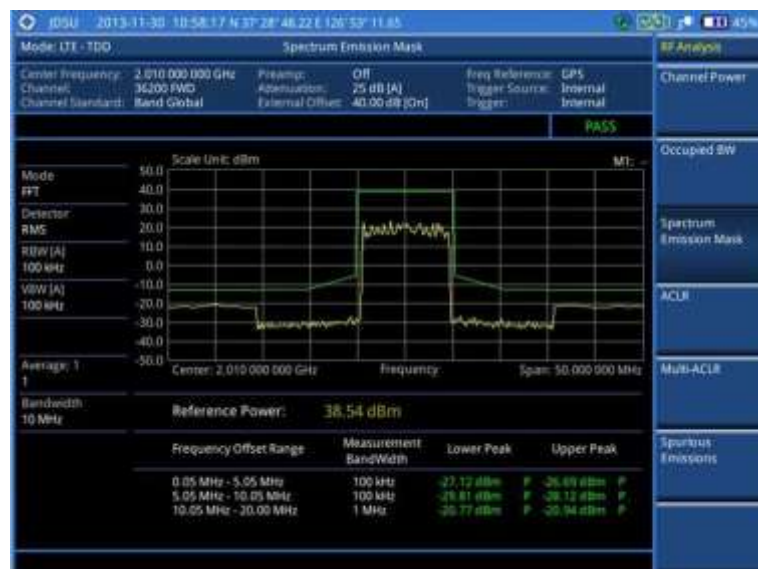 JDSU 2013-11-30 10:58:17 N 37° 28' 48.22 E 126° 53' 11.65 45%
Mode: LTE - TDD Spectrum Emission Mask RF Analysis
Center Frequency: 2.010 000 000 GHz Preamp: Off Freq Reference: GPS
Channel: 36200 FWD Attenuation: 25 dB [A] Trigger Source: Internal
Channel Standard: Band Global External Offset: 40.00 dB [On] Trigger: Internal
Channel Power
PASS
Occupied BW
Scale Unit: dBm M1: --
Mode
FFT
Detector
RMS
RBW [A]
100 kHz
VBW [A]
100 kHz
Average: 1
1
Bandwidth
10 MHz
50.0
40.0
30.0
20.0
10.0
0.0
-10.0
-20.0
-30.0
-40.0
-50.0
Center: 2.010 000 000 GHz Frequency Span: 50.000 000 MHz
Spectrum
Emission Mask
ACLR
Multi-ACLR
Spurious
Emissions
Reference Power: 38.54 dBm
Frequency Offset Range Measurement BandWidth Lower Peak Upper Peak
0.05 MHz - 5.05 MHz 100 kHz -27.12 dBm P -26.69 dBm P
5.05 MHz - 10.05 MHz 100 kHz -29.81 dBm P -28.12 dBm P
10.05 MHz - 20.00 MHz 1 MHz -20.77 dBm P -20.94 dBm P